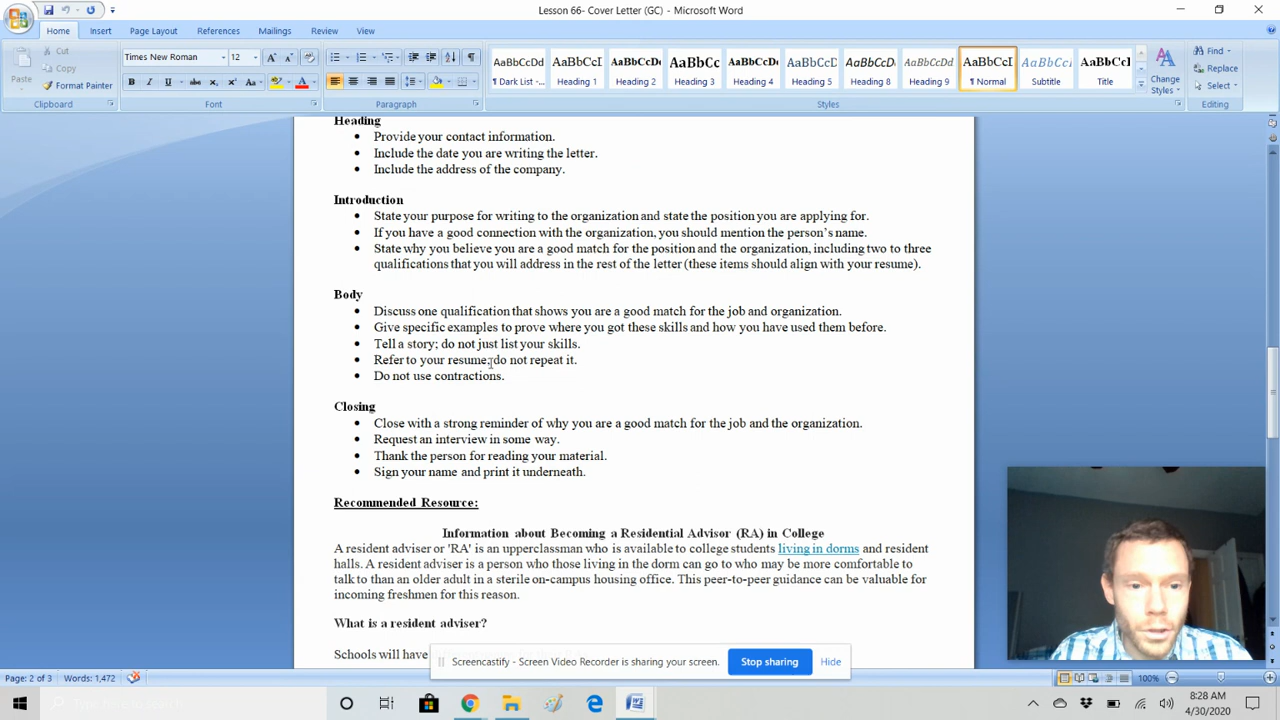 Lesson 66- Cover Letter (GC) - Microsoft Word
Home Insert Page Layout References Mailings Review View
Cut
Copy
Paste
Format Painter
Clipboard
Times New Roman 12
Font
Paragraph
AaBbCcDd AaBbCcI AaBbCcDc AaBbCc AaBbCcDc AaBbCcI AaBbCcDc AaBbCcDd AaBbCcI AaBbCcI AaBbCcI
¶ Dark List -... Heading 1 Heading 2 Heading 3 Heading 4 Heading 5 Heading 8 Heading 9 ¶ Normal Subtitle Title
Change Styles
Styles
Find
Replace
Select
Editing
Heading
• Provide your contact information.
• Include the date you are writing the letter.
• Include the address of the company.
Introduction
• State your purpose for writing to the organization and state the position you are applying for.
• If you have a good connection with the organization, you should mention the person's name.
• State why you believe you are a good match for the position and the organization, including two to three
qualifications that you will address in the rest of the letter (these items should align with your resume).
Body
• Discuss one qualification that shows you are a good match for the job and organization.
• Give specific examples to prove where you got these skills and how you have used them before.
• Tell a story; do not just list your skills.
• Refer to your resume; do not repeat it.
• Do not use contractions.
Closing
• Close with a strong reminder of why you are a good match for the job and the organization.
• Request an interview in some way.
• Thank the person for reading your material.
• Sign your name and print it underneath.
Recommended Resource:
Information about Becoming a Residential Advisor (RA) in College
A resident adviser or 'RA' is an upperclassman who is available to college students living in dorms and resident
halls. A resident adviser is a person who those living in the dorm can go to who may be more comfortable to
talk to than an older adult in a sterile on-campus housing office. This peer-to-peer guidance can be valuable for
incoming freshmen for this reason.
What is a resident adviser?
Schools will have
Screencastify - Screen Video Recorder is sharing your screen. Stop sharing Hide
Page: 2 of 3 Words: 1,472 100%
Type here to search
8:28 AM
4/30/2020